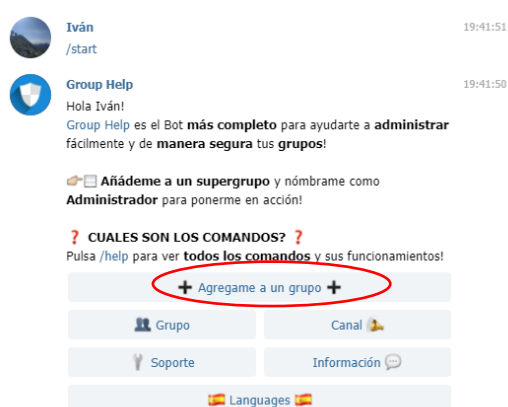 Iván 19:41:51
/start
Group Help 19:41:50
Hola Iván!
Group Help es el Bot más completo para ayudarte a administrar
fácilmente y de manera segura tus grupos!
Añádeme a un supergrupo y nómbrame como
Administrador para ponerme en acción!
❓ CUALES SON LOS COMANDOS? ❓
Pulsa /help para ver todos los comandos y sus funcionamientos!
➕ Agregame a un grupo ➕
Grupo
Canal
Soporte
Información
Languages